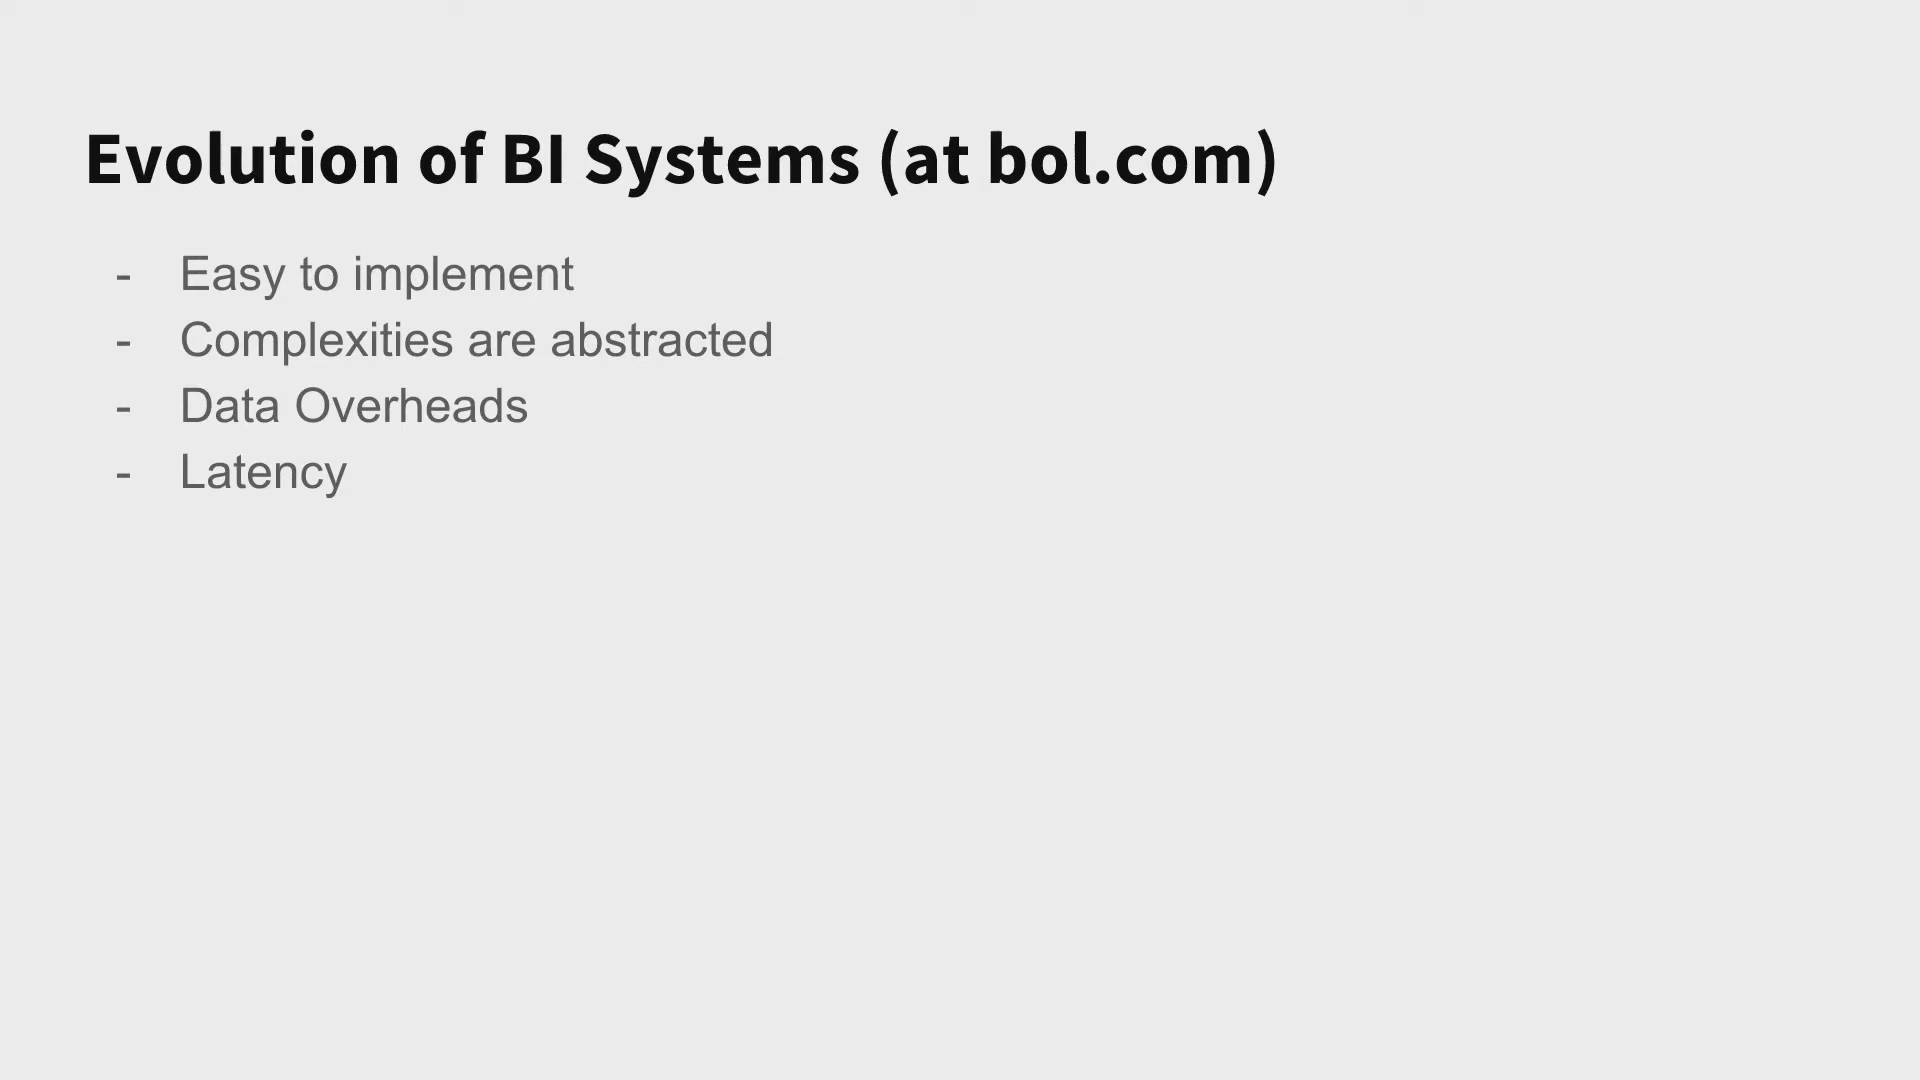 Evolution of BI Systems (at bol.com)
- Easy to implement
- Complexities are abstracted
- Data Overheads
- Latency